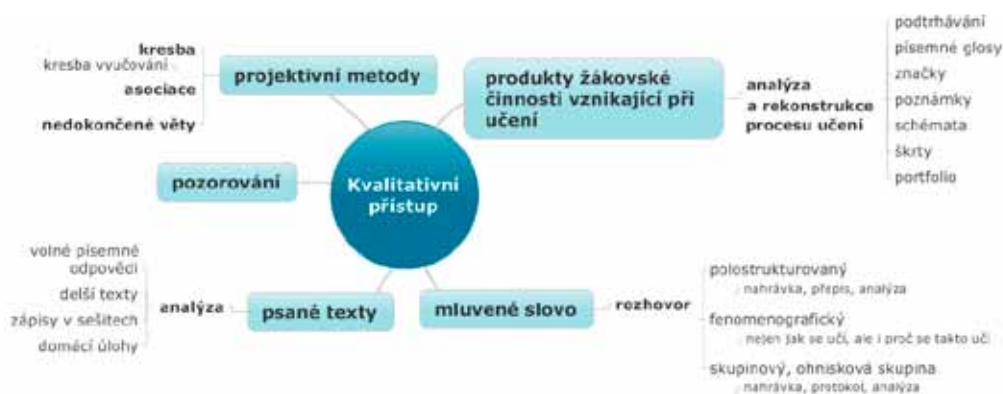 kresba
kresba vyučování
asociace
nedokončené věty
projektivní metody
produkty žákovské
činnosti vznikající při
učení
analýza
a rekonstrukce
procesu učení
podtrhávání
písemné glosy
značky
poznámky
schémata
škrty
portfolio
pozorování
Kvalitativní
přístup
volné písemné
odpovědi
delší texty
zápisy v sešitech
domécí úlohy
analýza
psané texty
mluvené slovo
rozhovor
polostrukturovaný
nahrávka, přepis, analýza
fenomenografický
nejen jak se učí, ale i proč se takto učí
skupinový, ohnisková skupina
nahrávka, protokol, analýza